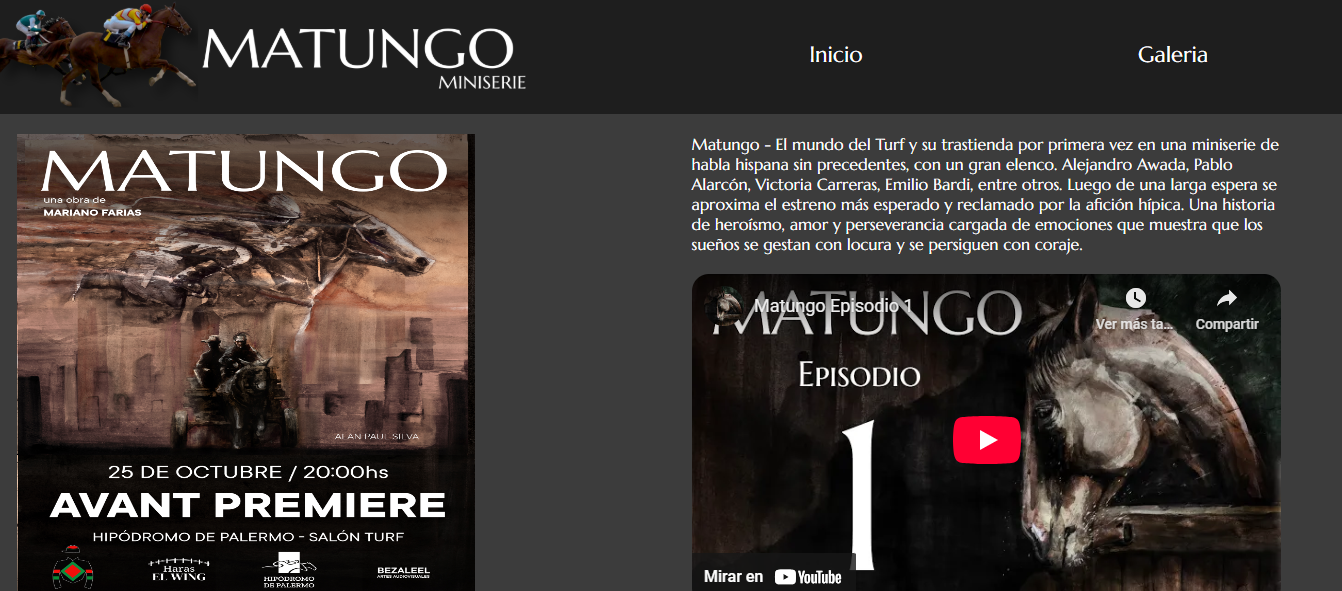 MATUNGO
MINISERIE
Inicio
Galeria
MATUNGO
una obra de
MARIANO FARIAS
ALAN PAUL SILVA
25 DE OCTUBRE / 20:00hs
AVANT PREMIERE
HIPÓDROMO DE PALERMO - SALÓN TURF
Haras
EL WING
HIPODROMO
DE PALERMO
BEZALEEL
ARTES AUDIOVISUALES
Matungo - El mundo del Turf y su trastienda por primera vez en una miniserie de
habla hispana sin precedentes, con un gran elenco. Alejandro Awada, Pablo
Alarcón, Victoria Carreras, Emilio Bardi, entre otros. Luego de una larga espera se
aproxima el estreno más esperado y reclamado por la afición hípica. Una historia
de heroísmo, amor y perseverancia cargada de emociones que muestra que los
sueños se gestan con locura y se persiguen con coraje.
MATUNGO
Matungo Episodio 1
Ver más ta...
Compartir
EPISODIO
1
Mirar en YouTube